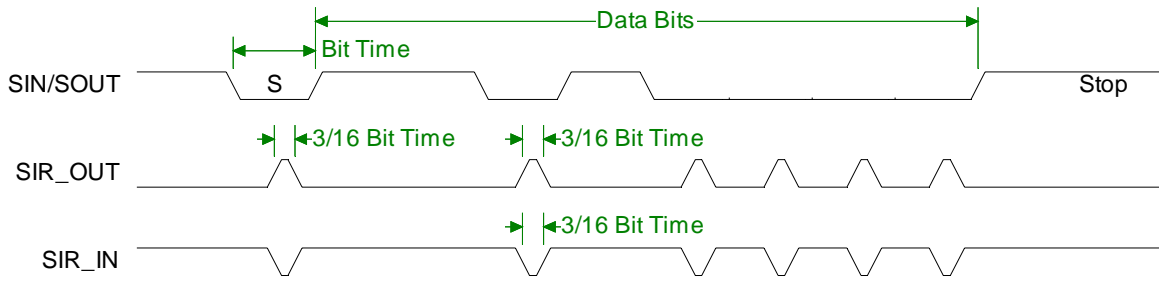 Data Bits
Bit Time
SIN/SOUT
S
Stop
3/16 Bit Time
3/16 Bit Time
SIR_OUT
3/16 Bit Time
SIR_IN